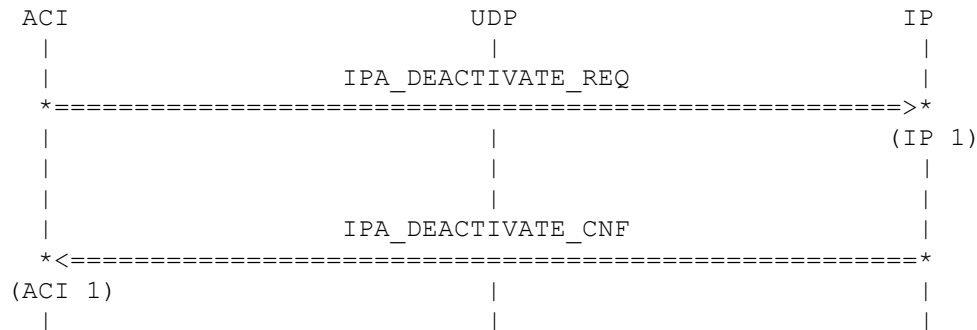 ACI UDP IP
| | |
| IPA_DEACTIVATE_REQ |
*======================================================>*
| | (IP 1)
| | |
| | |
| IPA_DEACTIVATE_CNF |
*<======================================================*
(ACI 1) | |
| | |